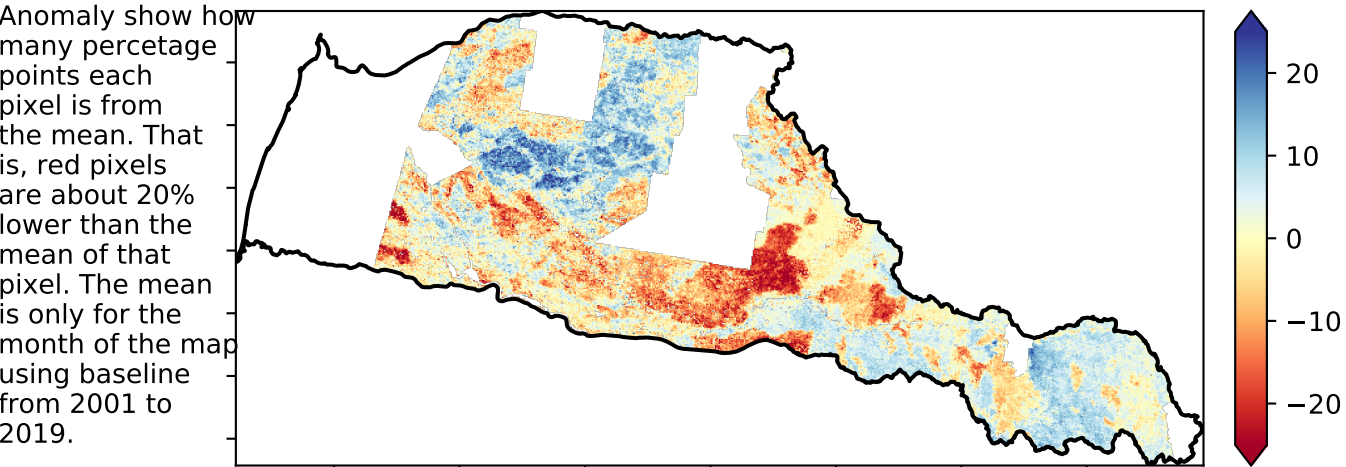 Anomaly show how
many percetage
points each
pixel is from
the mean. That
is, red pixels
are about 20%
lower than the
mean of that
pixel. The mean
is only for the
month of the map
using baseline
from 2001 to
2019.
20
10
0
−10
−20